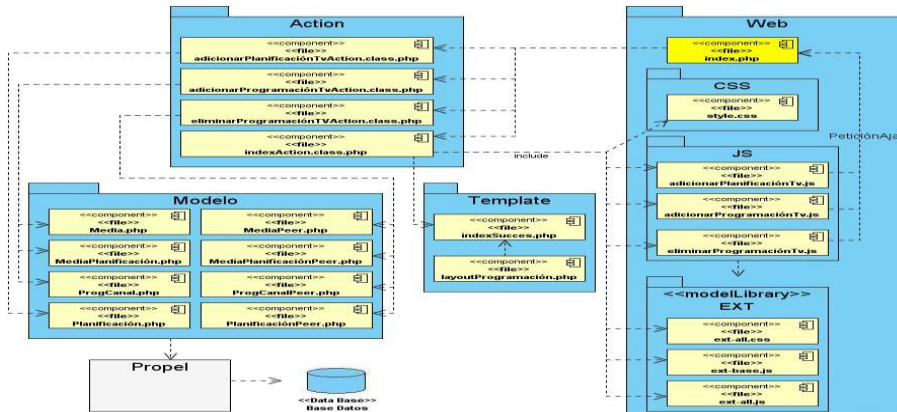 Action
<<component>>
<<file>>
adicionarPlanificaciónTvAction.class.php
<<component>>
<<file>>
adicionarProgramaciónTvAction.class.php
<<component>>
<<file>>
eliminarProgramaciónTVAction.class.php
<<component>>
<<file>>
indexAction.class.php
Web
<<component>>
<<file>>
index.php
CSS
<<component>>
<<file>>
style.css
PeticiónAja
include
JS
<<component>>
<<file>>
adicionarPlanificaciónTv.js
<<component>>
<<file>>
adicionarProgramaciónTv.js
<<component>>
<<file>>
eliminarProgramaciónTv.js
Modelo
<<component>>
<<file>>
Media.php
<<component>>
<<file>>
MediaPeer.php
<<component>>
<<file>>
MediaPlanificación.php
<<component>>
<<file>>
MediaPlanificaciónPeer.php
<<component>>
<<file>>
ProgCanal.php
<<component>>
<<file>>
ProgCanalPeer.php
<<component>>
<<file>>
Planificación.php
<<component>>
<<file>>
PlanificaciónPeer.php
Template
<<component>>
<<file>>
indexSucces.php
<<component>>
<<file>>
layoutProgramación.php
<<modelLibrary>>
EXT
<<component>>
<<file>>
ext-all.css
<<component>>
<<file>>
ext-base.js
<<component>>
<<file>>
ext-all.js
Propel
<<Data Base>>
Base Datos